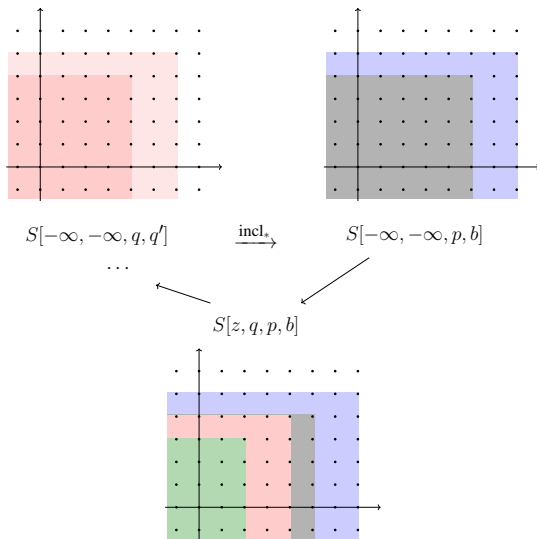 S[−∞, −∞, q, q′] incl∗ S[−∞, −∞, p, b]
...
S[z, q, p, b]